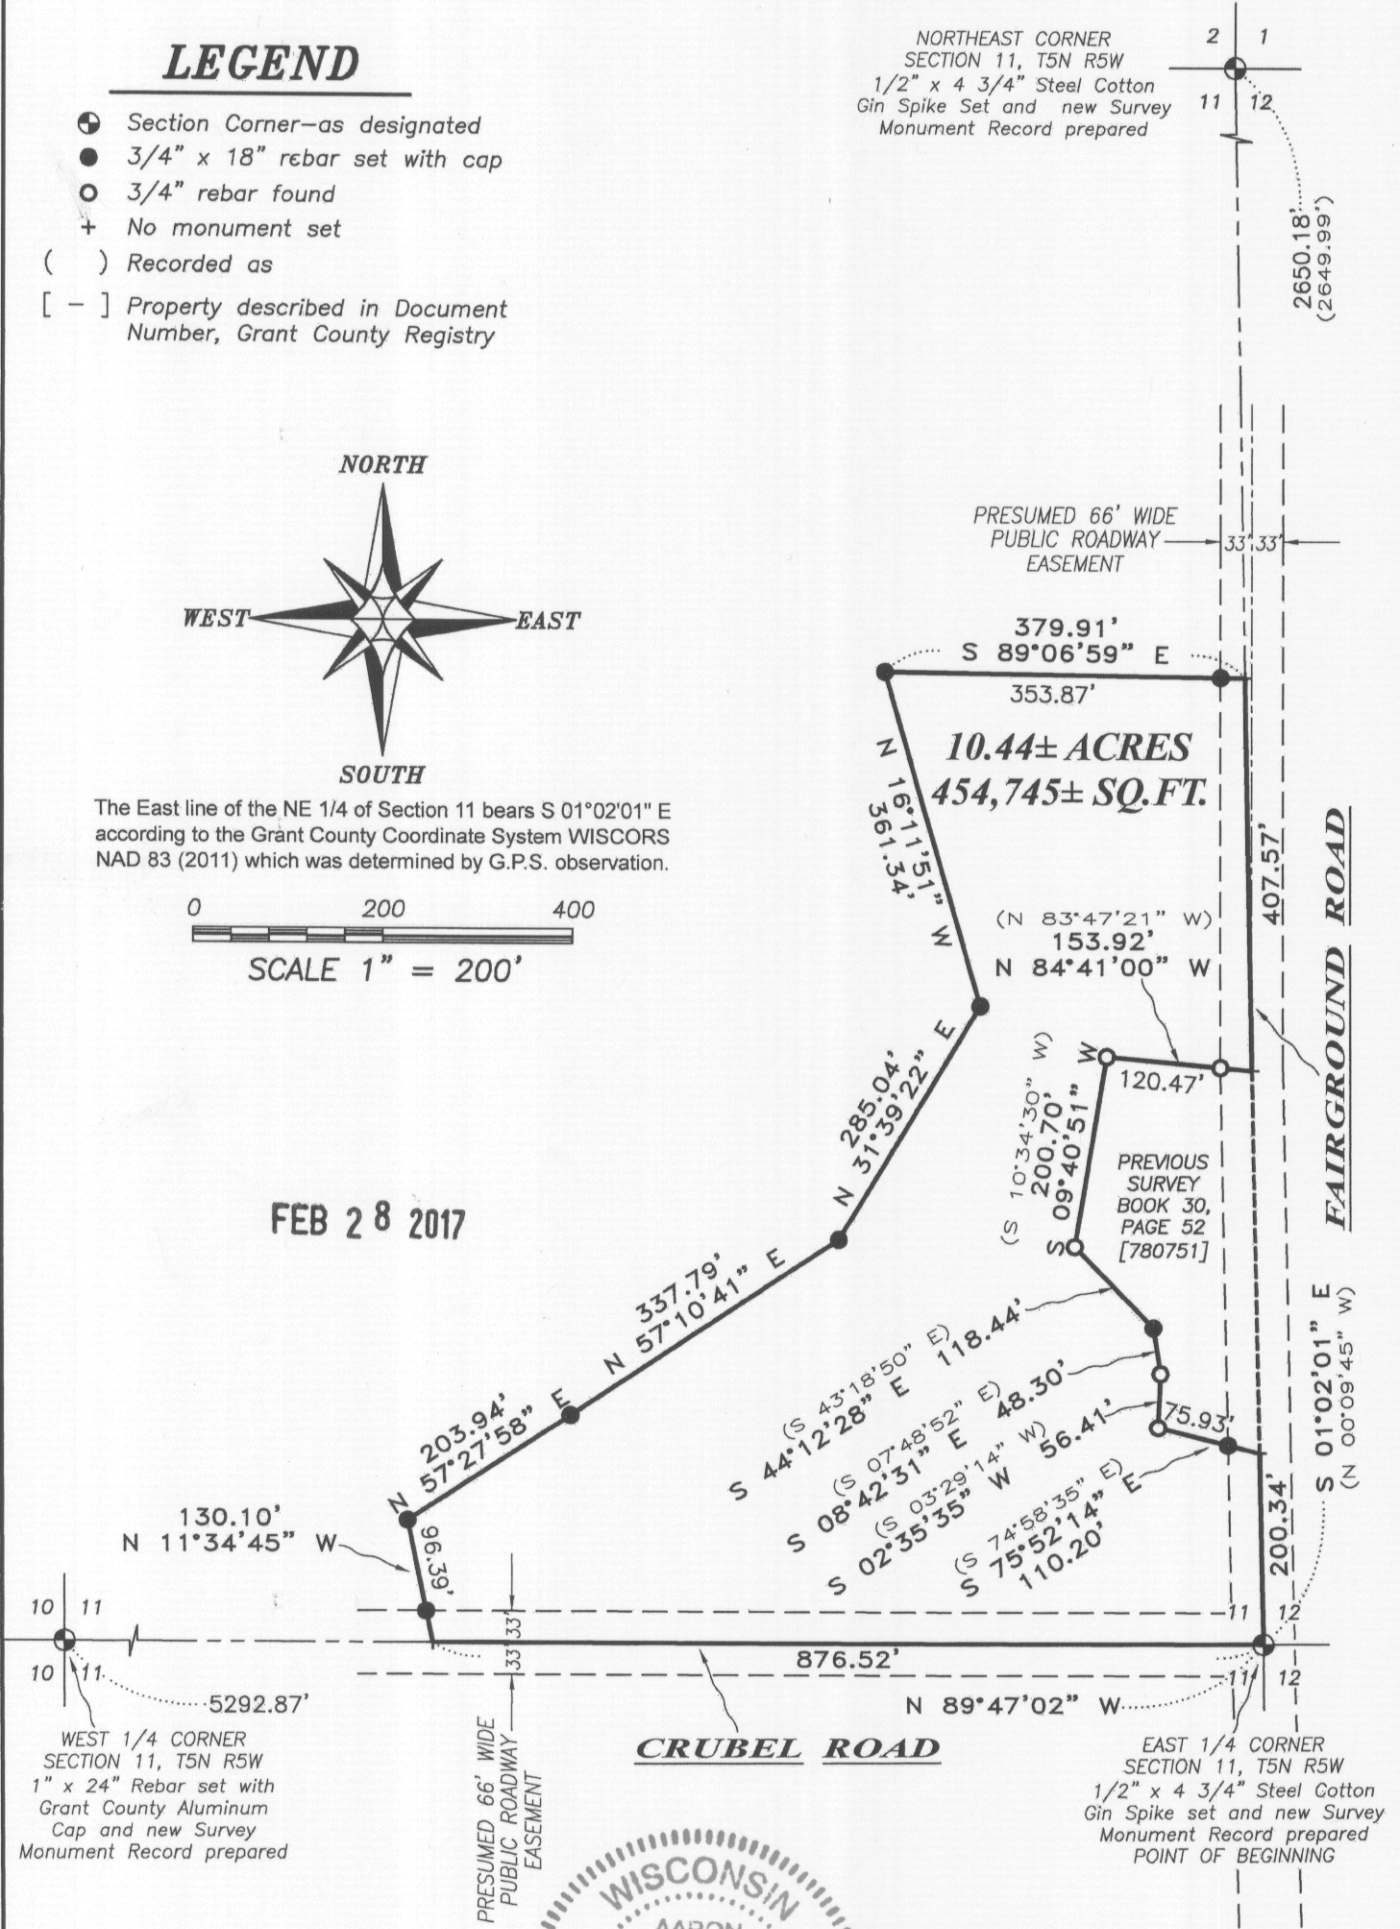 LEGEND
Section Corner—as designated
3/4" x 18" rebar set with cap
3/4" rebar found
+ No monument set
( ) Recorded as
[ - ] Property described in Document
Number, Grant County Registry
NORTHEAST CORNER
SECTION 11, T5N R5W
1/2" x 4 3/4" Steel Cotton
Gin Spike Set and new Survey
Monument Record prepared
2 1
11 12
2650.18'
(2649.99')
NORTH
WEST
EAST
SOUTH
The East line of the NE 1/4 of Section 11 bears S 01°02'01" E
according to the Grant County Coordinate System WISCORS
NAD 83 (2011) which was determined by G.P.S. observation.
0 200 400
SCALE 1" = 200'
PRESUMED 66' WIDE
PUBLIC ROADWAY
EASEMENT
33' 33'
379.91'
S 89°06'59" E
353.87'
10.44± ACRES
454,745± SQ.FT.
N 16°11'51" W
361.34'
407.57'
FAIRGROUND ROAD
(N 83°47'21" W)
153.92'
N 84°41'00" W
120.47'
(S 10°34'30" W)
200.70'
S 09°40'51" W
PREVIOUS
SURVEY
BOOK 30,
PAGE 52
[780751]
285.04'
N 31°39'22" E
FEB 28 2017
337.79'
N 57°10'41" E
203.94'
N 57°27'58" E
(S 43°18'50" E)
S 44°12'28" E 118.44'
(S 07°48'52" E)
S 08°42'31" E 48.30'
(S 03°29'14" W)
S 02°35'35" W 56.41'
(S 74°58'35" E)
S 75°52'14" E
110.20'
75.93'
S 01°02'01" E
(N 00°09'45" W)
200.34'
130.10'
N 11°34'45" W
96.39'
10 11
10 11
33' 33'
11 12
11 12
876.52'
5292.87'
N 89°47'02" W
CRUBEL ROAD
WEST 1/4 CORNER
SECTION 11, T5N R5W
1" x 24" Rebar set with
Grant County Aluminum
Cap and new Survey
Monument Record prepared
PRESUMED 66' WIDE
PUBLIC ROADWAY
EASEMENT
EAST 1/4 CORNER
SECTION 11, T5N R5W
1/2" x 4 3/4" Steel Cotton
Gin Spike set and new Survey
Monument Record prepared
POINT OF BEGINNING
WISCONSIN
AARON